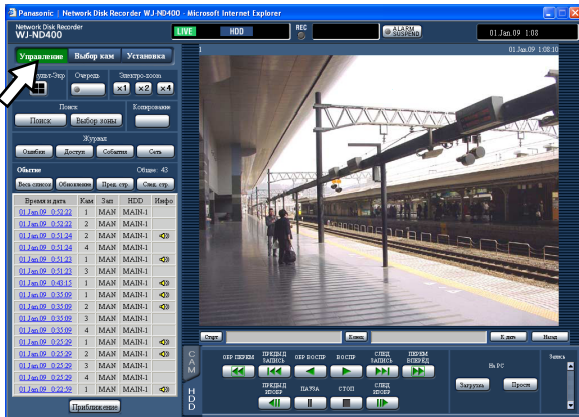 Panasonic | Network Disk Recorder WJ-ND400 - Microsoft Internet Explorer
Network Disk Recorder
WJ-ND400
LIVE HDD REC ALARM SUSPEND 01.Jan.09 1:08
Управление Выбор кам Установка
1 01.Jan.09 1:08:10
Очередь Электро-zoom
x1 x2 x4
Поиск Копирование
Поиск Выбор зоны
Журнал
Ошибки Доступ События Сеть
Событие Общее: 43
Весь список Обновление Пред. стр. След. стр.
Время и дата Кам Зап HDD Инфо
01.Jan.09 0:52:22 1 MAN MAIN-1
01.Jan.09 0:52:22 2 MAN MAIN-1
01.Jan.09 0:51:24 2 MAN MAIN-1
01.Jan.09 0:51:24 4 MAN MAIN-1
01.Jan.09 0:51:23 1 MAN MAIN-1
01.Jan.09 0:51:23 3 MAN MAIN-1
01.Jan.09 0:43:15 1 MAN MAIN-1
01.Jan.09 0:35:09 1 MAN MAIN-1
01.Jan.09 0:35:09 2 MAN MAIN-1
01.Jan.09 0:35:09 3 MAN MAIN-1
01.Jan.09 0:35:09 4 MAN MAIN-1
01.Jan.09 0:25:29 1 MAN MAIN-1
01.Jan.09 0:25:29 2 MAN MAIN-1
01.Jan.09 0:25:29 3 MAN MAIN-1
01.Jan.09 0:25:29 4 MAN MAIN-1
01.Jan.09 0:22:59 1 MAN MAIN-1
Приближение
Старт Конец К дате Назад
CAM
HDD
ОБР ПЕРЕМ ПРЕДЫД ЗАПИСЬ ОБР ВОСПР ВОСПР СЛЕД ЗАПИСЬ ПЕРЕМ ВПЕРЕД
ПРЕДЫД ИЗОБР ПАУЗА СТОП СЛЕД ИЗОБР
На PC Запись
Загрузка Просм